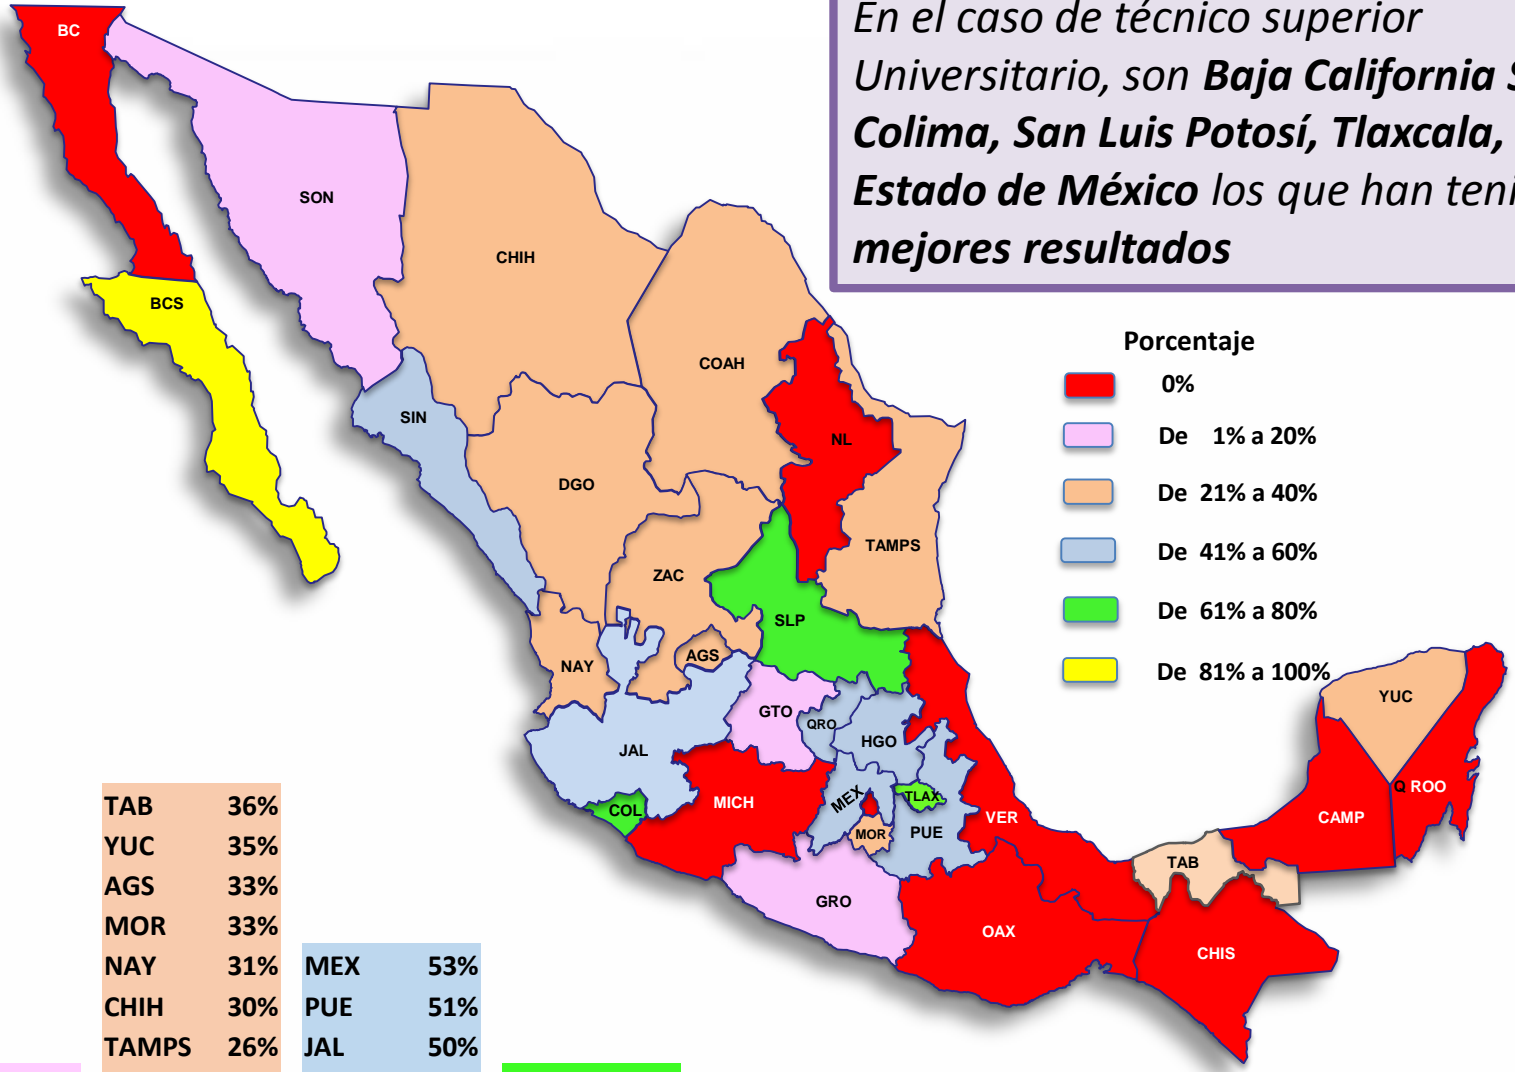 En el caso de técnico superior
Universitario, son Baja California
Colima, San Luis Potosí, Tlaxcala,
Estado de México los que han
mejores resultados
BC
SON
CHIH
BCS
COAH
SIN
NL
DGO
TAMPS
ZAC
SLP
AGS
NAY
GTO
QRO
HGO
JAL
MEX
TLAX
COL
MICH
MOR
PUE
VER
GRO
OAX
YUC
Q ROO
CAMP
TAB
CHIS
Porcentaje
0%
De 1% a 20%
De 21% a 40%
De 41% a 60%
De 61% a 80%
De 81% a 100%
TAB 36%
YUC 35%
AGS 33%
MOR 33%
NAY 31%
CHIH 30%
TAMPS 26%
MEX 53%
PUE 51%
JAL 50%